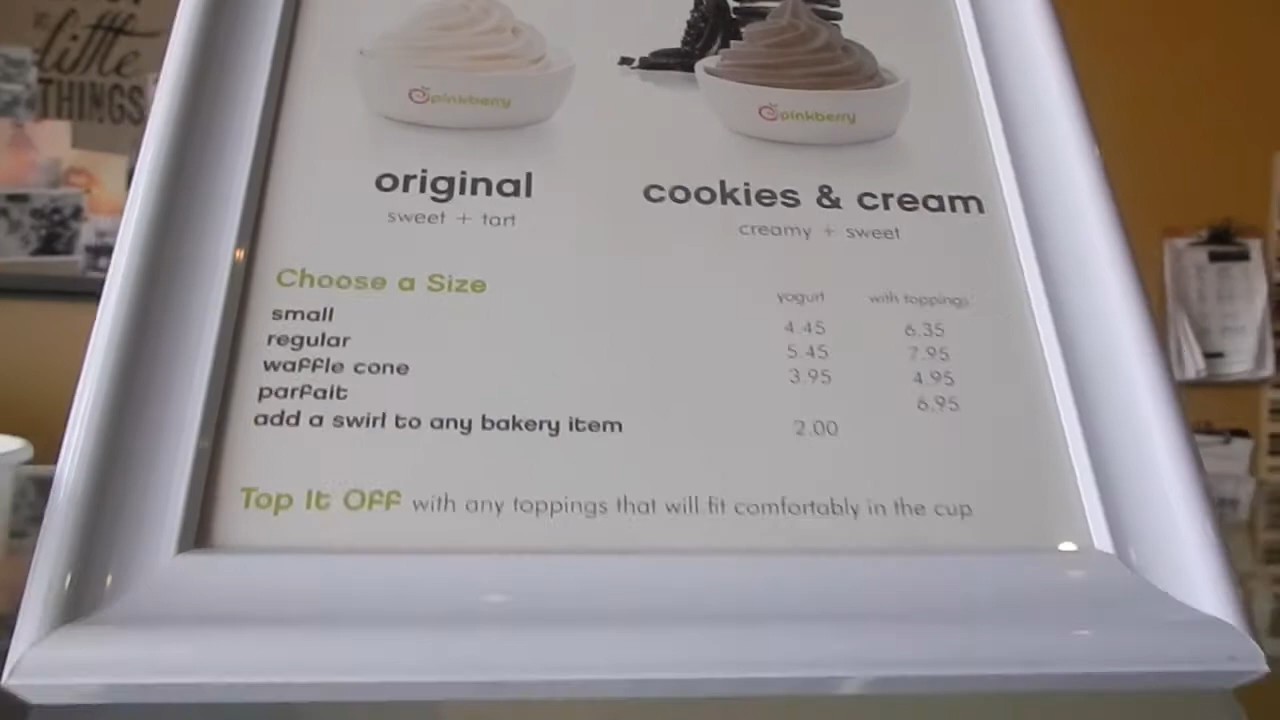 little
THINGS
pinkberry
pinkberry
original
sweet + tart
cookies & cream
creamy + sweet
Choose a Size
yogurt with toppings
small 4.45 6.35
regular 5.45 7.95
waffle cone 3.95 4.95
parfait 6.95
add a swirl to any bakery item 2.00
Top It Off with any toppings that will fit comfortably in the cup